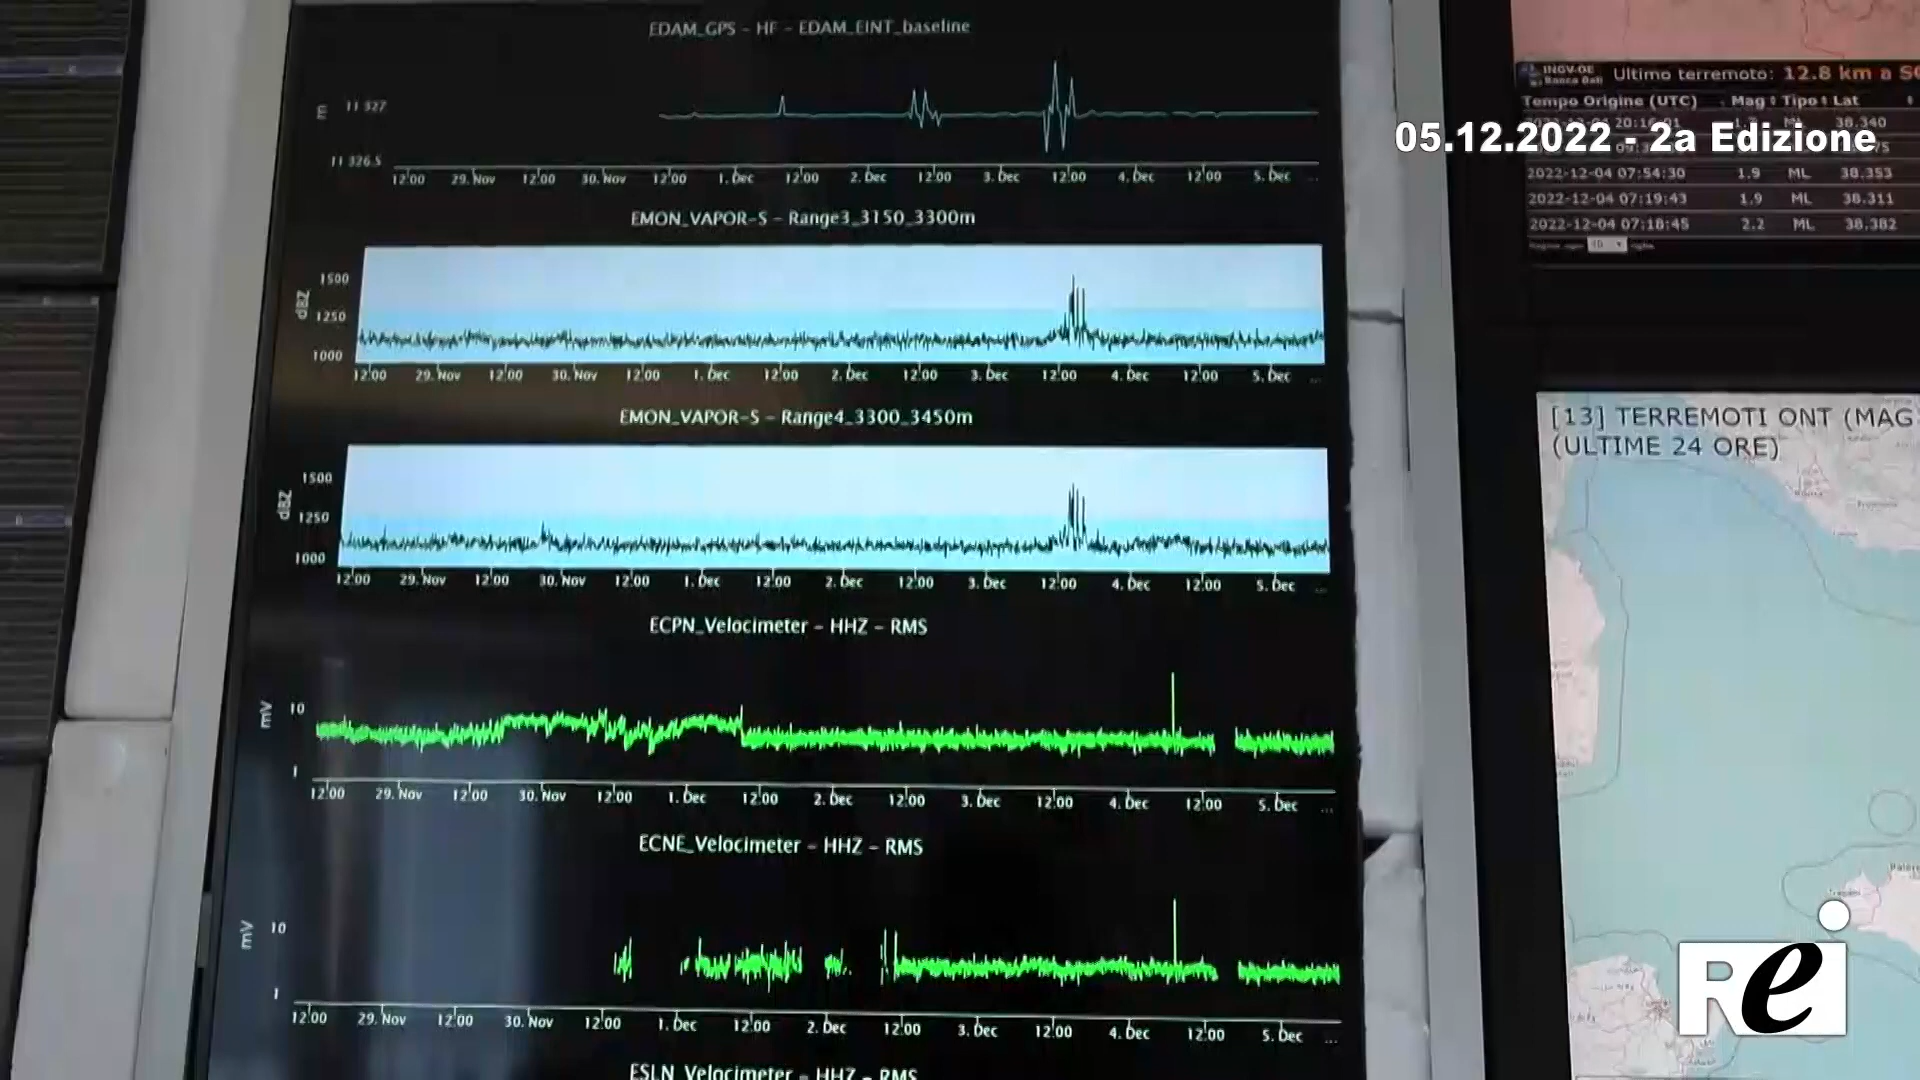 EDAM_GPS - HF - EDAM_EINT_baseline
m
11 327
11 326.5
12:00 29. Nov 12:00 30. Nov 12:00 1. Dec 12:00 2. Dec 12:00 3. Dec 12:00 4. Dec 12:00 5. Dec ...
EMON_VAPOR-S - Range3_3150_3300m
dBZ
1500
1250
1000
12:00 29. Nov 12:00 30. Nov 12:00 1. Dec 12:00 2. Dec 12:00 3. Dec 12:00 4. Dec 12:00 5. Dec ...
EMON_VAPOR-S - Range4_3300_3450m
dBZ
1500
1250
1000
12:00 29. Nov 12:00 30. Nov 12:00 1. Dec 12:00 2. Dec 12:00 3. Dec 12:00 4. Dec 12:00 5. Dec ...
ECPN_Velocimeter - HHZ - RMS
mV
10
1
12:00 29. Nov 12:00 30. Nov 12:00 1. Dec 12:00 2. Dec 12:00 3. Dec 12:00 4. Dec 12:00 5. Dec ...
ECNE_Velocimeter - HHZ - RMS
mV
10
1
12:00 29. Nov 12:00 30. Nov 12:00 1. Dec 12:00 2. Dec 12:00 3. Dec 12:00 4. Dec 12:00 5. Dec ...
ESLN_Velocimeter - HHZ - RMS
INGV-OE
Ultimo terremoto: 12.8 km a
Tempo Origine (UTC) Mag Tipo Lat
ML 38.340
05.12.2022 - 2a Edizione
2022-12-04 07:54:30 1.9 ML 38.353
2022-12-04 07:19:43 1.9 ML 38.311
2022-12-04 07:18:45 2.2 ML 38.382
[13] TERREMOTI ONT (MAG
(ULTIME 24 ORE)
Rei